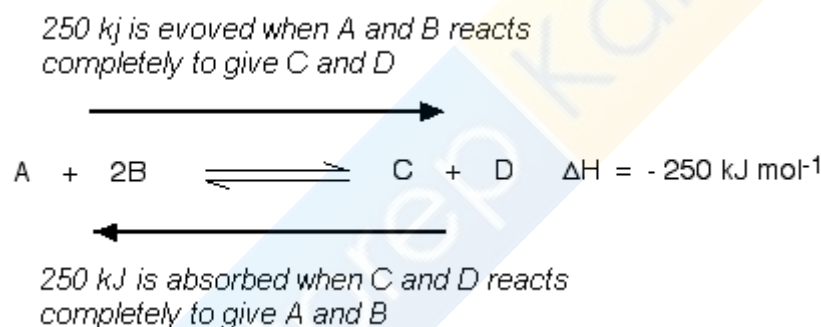 250 kj is evoved when A and B reacts
completely to give C and D
A + 2B ⇌ C + D ΔH = - 250 kJ mol-1
250 kJ is absorbed when C and D reacts
completely to give A and B